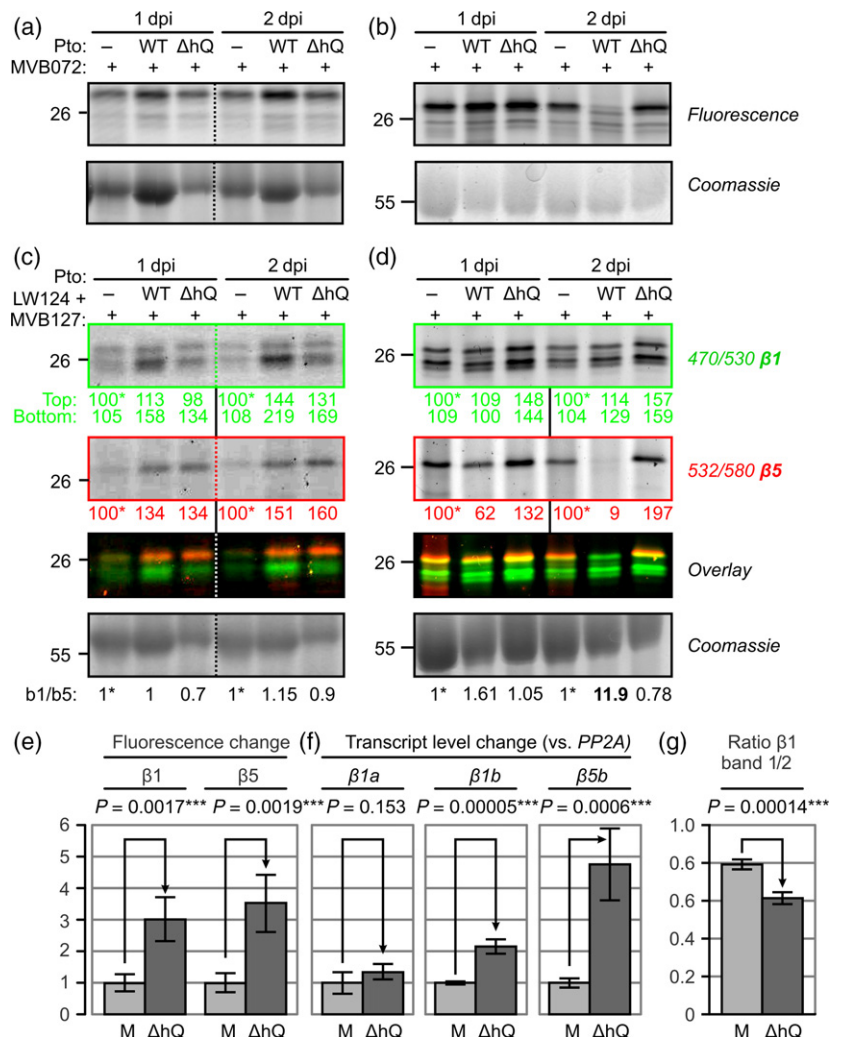 (a) 1 dpi 2 dpi
Pto: – WT ΔhQ – WT ΔhQ
MVB072: + + + + + +
26
55
(b) 1 dpi 2 dpi
– WT ΔhQ – WT ΔhQ
+ + + + + +
26 Fluorescence
55 Coomassie
(c) 1 dpi 2 dpi
Pto:
LW124 + – WT ΔhQ – WT ΔhQ
MVB127: + + + + + +
26
Top: 100* 113 98 100* 144 131
Bottom: 105 158 134 108 219 169
26
100* 134 134 100* 151 160
26
55
b1/b5: 1* 1 0.7 1* 1.15 0.9
(d) 1 dpi 2 dpi
– WT ΔhQ – WT ΔhQ
+ + + + + +
26 470/530 β1
100* 109 148 100* 114 157
109 100 144 104 129 159
26 532/580 β5
100* 62 132 100* 9 197
26 Overlay
55 Coomassie
1* 1.61 1.05 1* 11.9 0.78
(e) Fluorescence change
β1 β5
P = 0.0017*** P = 0.0019***
6
5
4
3
2
1
0
M ΔhQ M ΔhQ
(f) Transcript level change (vs. PP2A)
β1a β1b β5b
P = 0.153 P = 0.00005*** P = 0.0006***
M ΔhQ M ΔhQ M ΔhQ
(g) Ratio β1
band 1/2
P = 0.00014***
1.0
0.6
0.6
0.4
0.2
0
M ΔhQ